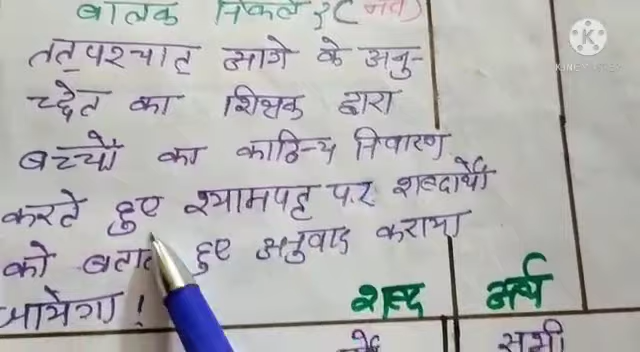 बालक निकले
तत्पश्चात् आगे के अनु-
च्छेद का शिक्षक द्वारा
बच्चों का काठिन्य निवारण
करते हुए श्यामपट्ट पर शब्दार्थों
को बताते हुए अनुवाद कराया
जायेगा!
शब्द अर्थ
सभी